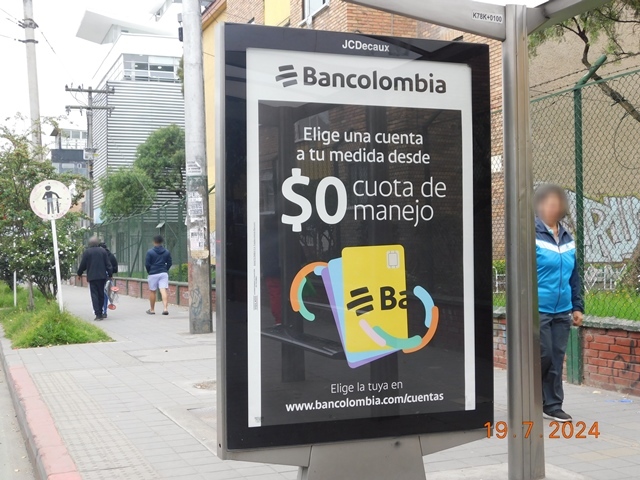 K78K+0100
JCDecaux
Bancolombia
Elige una cuenta
a tu medida desde
$0 cuota de
manejo
Ba
Elige la tuya en
www.bancolombia.com/cuentas
19.7.2024